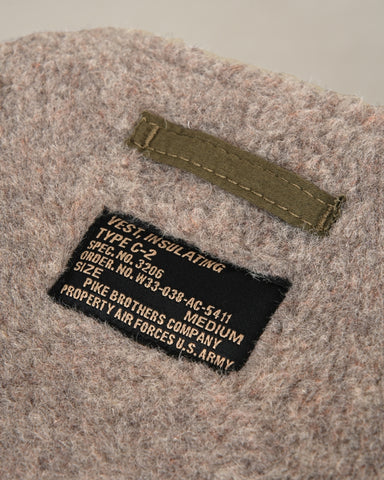 VEST, INSULATING
TYPE C-2
SPEC. NO. 3206
ORDER. NO. W33-038-AC-5411
SIZE MEDIUM
PIKE BROTHERS COMPANY
PROPERTY AIR FORCES U.S. ARMY